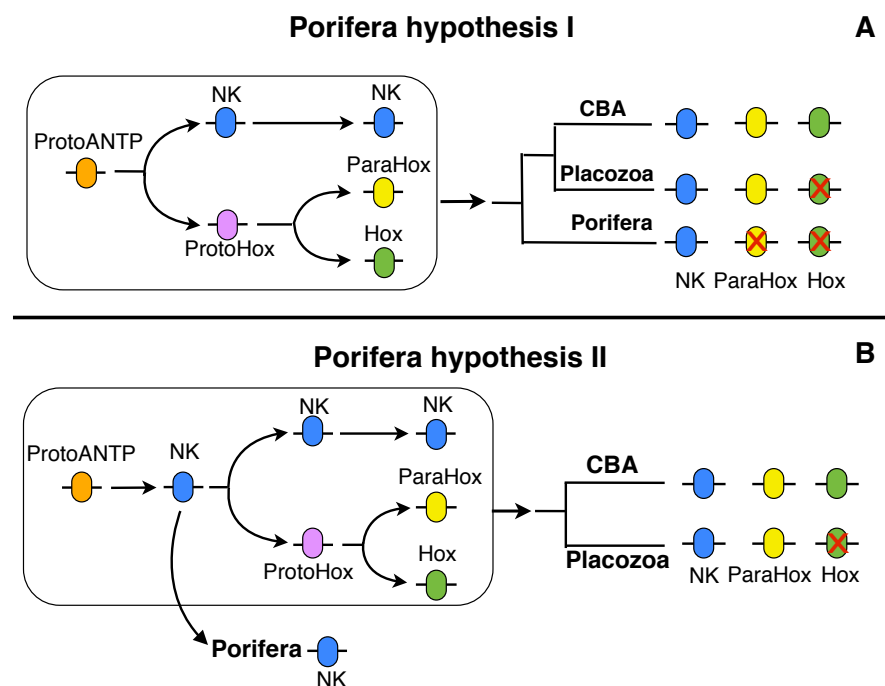 Porifera hypothesis I
A
NK
NK
ProtoANTP
ParaHox
ProtoHox
Hox
CBA
Placozoa
Porifera
NK ParaHox Hox
Porifera hypothesis II
B
NK
NK
ProtoANTP
NK
ParaHox
ProtoHox
Hox
CBA
Placozoa
NK ParaHox Hox
Porifera
NK